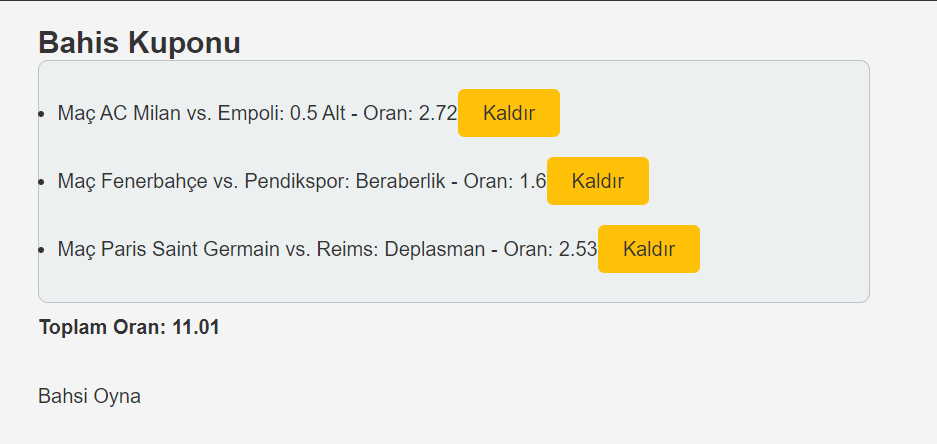 Bahis Kuponu
Maç AC Milan vs. Empoli: 0.5 Alt - Oran: 2.72 Kaldır
Maç Fenerbahçe vs. Pendikspor: Beraberlik - Oran: 1.6 Kaldır
Maç Paris Saint Germain vs. Reims: Deplasman - Oran: 2.53 Kaldır
Toplam Oran: 11.01
Bahsi Oyna